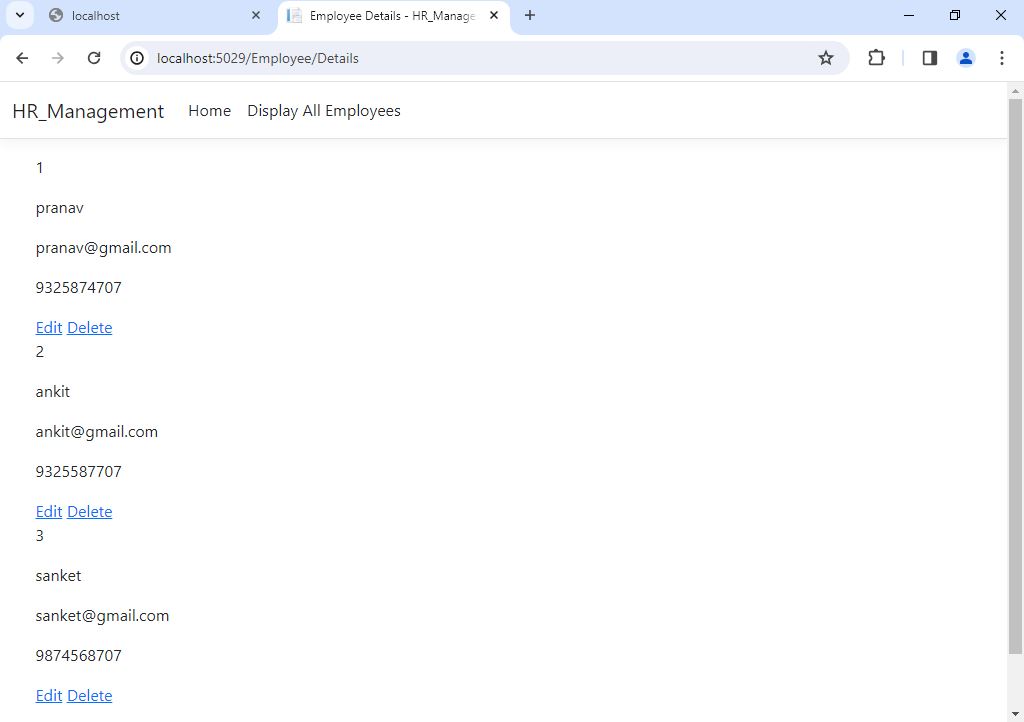 localhost
Employee Details - HR_Manage
localhost:5029/Employee/Details
HR_Management Home Display All Employees
1
pranav
pranav@gmail.com
9325874707
Edit Delete
2
ankit
ankit@gmail.com
9325587707
Edit Delete
3
sanket
sanket@gmail.com
9874568707
Edit Delete